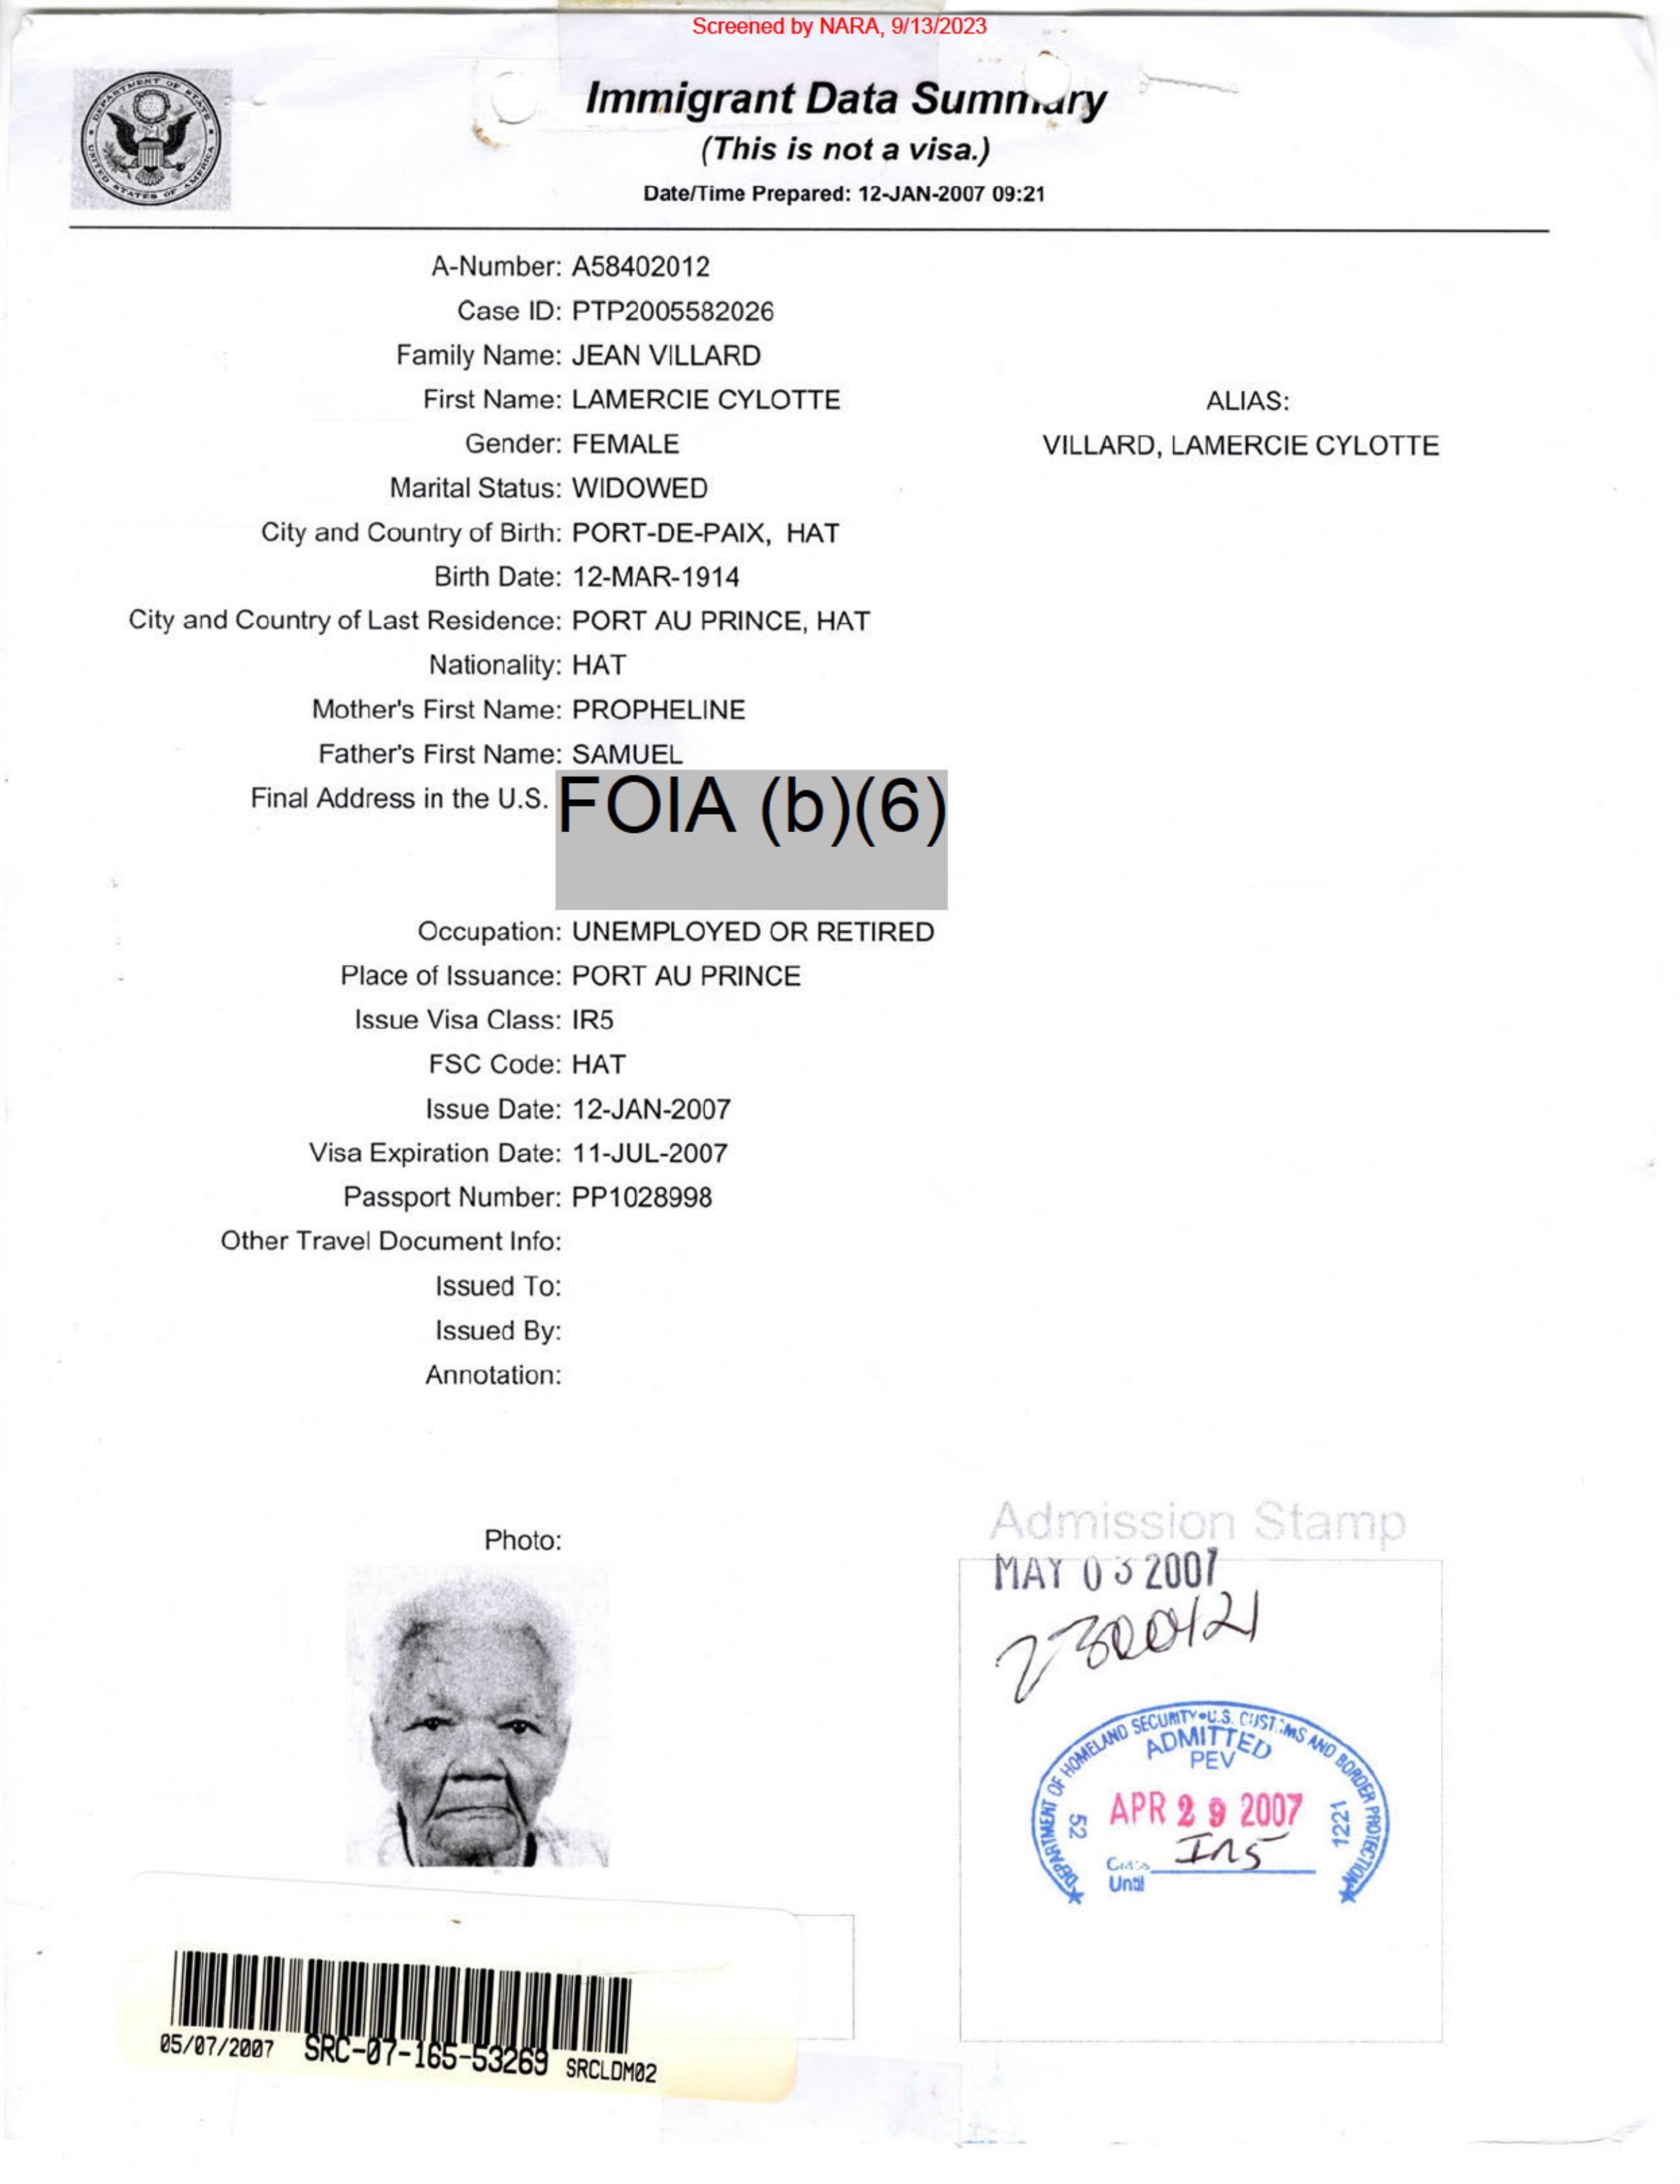 Screened by NARA, 9/13/2023
DEPARTMENT OF STATE
UNITED STATES OF AMERICA
Immigrant Data Summary
(This is not a visa.)
Date/Time Prepared: 12-JAN-2007 09:21
A-Number: A58402012
Case ID: PTP2005582026
Family Name: JEAN VILLARD
First Name: LAMERCIE CYLOTTE
ALIAS:
Gender: FEMALE
VILLARD, LAMERCIE CYLOTTE
Marital Status: WIDOWED
City and Country of Birth: PORT-DE-PAIX, HAT
Birth Date: 12-MAR-1914
City and Country of Last Residence: PORT AU PRINCE, HAT
Nationality: HAT
Mother's First Name: PROPHELINE
Father's First Name: SAMUEL
Final Address in the U.S. FOIA (b)(6)
Occupation: UNEMPLOYED OR RETIRED
Place of Issuance: PORT AU PRINCE
Issue Visa Class: IR5
FSC Code: HAT
Issue Date: 12-JAN-2007
Visa Expiration Date: 11-JUL-2007
Passport Number: PP1028998
Other Travel Document Info:
Issued To:
Issued By:
Annotation:
Photo:
Admission Stamp
MAY 03 2007
DEPARTMENT OF HOMELAND SECURITY • U.S. CUSTOMS AND BORDER PROTECTION
ADMITTED
PEV
52 APR 29 2007 1221
Class
Until
05/07/2007 SRC-07-165-53269 SRCLDM02